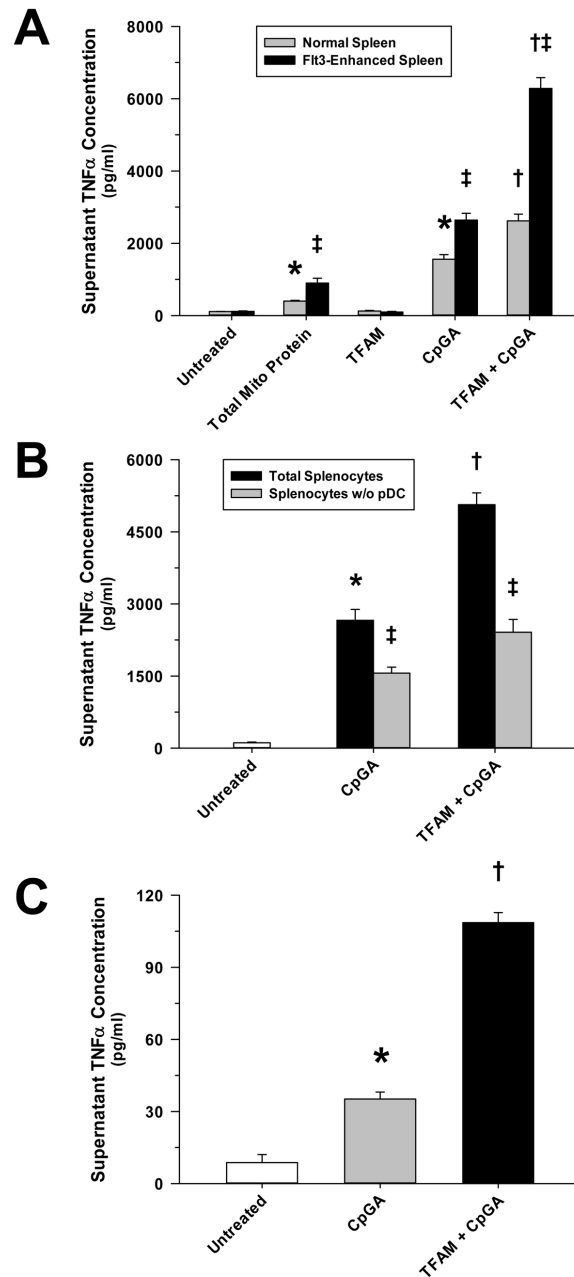 A
Supernatant TNFα Concentration
(pg/ml)
8000
6000
4000
2000
0
Normal Spleen
Flt3-Enhanced Spleen
*
‡
*
‡
†
†‡
Untreated
Total Mito Protein
TFAM
CpGA
TFAM + CpGA
B
Supernatant TNFα Concentration
(pg/ml)
6000
4500
3000
1500
0
Total Splenocytes
Splenocytes w/o pDC
*
‡
†
‡
Untreated
CpGA
TFAM + CpGA
C
Supernatant TNFα Concentration
(pg/ml)
120
90
60
30
0
*
†
Untreated
CpGA
TFAM + CpGA